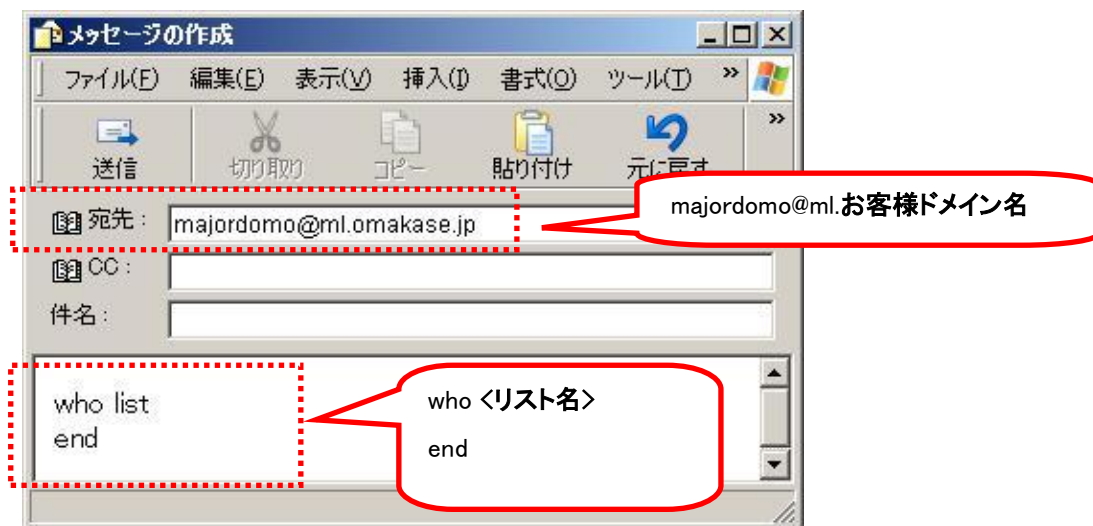 メッセージの作成
ファイル(F) 編集(E) 表示(V) 挿入(I) 書式(O) ツール(T) »
送信 切り取り コピー 貼り付け 元に戻す »
宛先: majordomo@ml.omakase.jp
majordomo@ml.お客様ドメイン名
CC:
件名:
who list
end
who <リスト名>
end